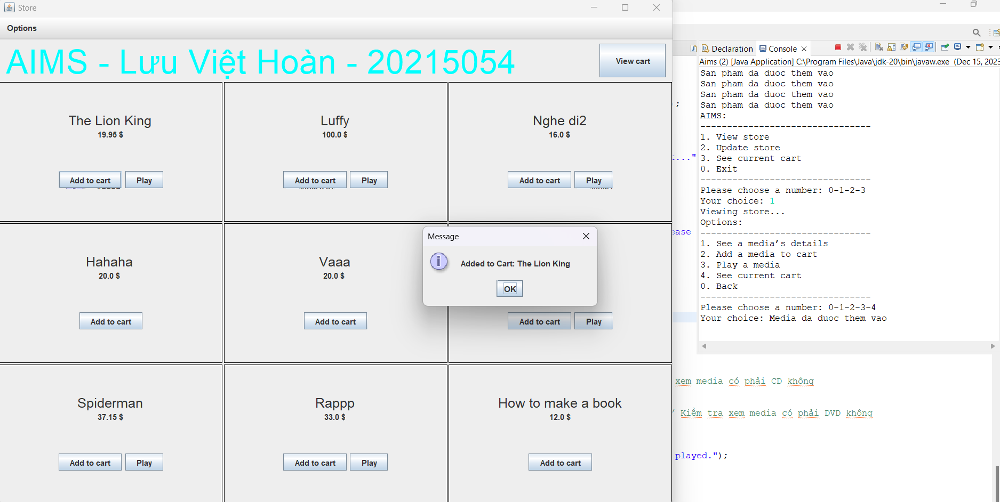 Store
Options
AIMS - Lưu Việt Hoàn - 20215054
View cart
The Lion King
19.95 $
Add to cart
Play
Luffy
100.0 $
Add to cart
Play
Nghe di2
16.0 $
Add to cart
Play
Hahaha
20.0 $
Add to cart
Vaaa
20.0 $
Add to cart
Add to cart
Play
Message
Added to Cart: The Lion King
OK
Spiderman
37.15 $
Add to cart
Play
Rappp
33.0 $
Add to cart
Play
How to make a book
12.0 $
Add to cart
Declaration
Console
Aims (2) [Java Application] C:\Program Files\Java\jdk-20\bin\javaw.exe (Dec 15, 2023
San pham da duoc them vao
San pham da duoc them vao
San pham da duoc them vao
San pham da duoc them vao
AIMS:
--------------------------------
1. View store
2. Update store
3. See current cart
0. Exit
--------------------------------
Please choose a number: 0-1-2-3
Your choice: 1
Viewing store...
Options:
--------------------------------
1. See a media’s details
2. Add a media to cart
3. Play a media
4. See current cart
0. Back
--------------------------------
Please choose a number: 0-1-2-3-4
Your choice: Media da duoc them vao
);
t..."
ease
xem media có phải CD không
/ Kiểm tra xem media có phải DVD không
played.");